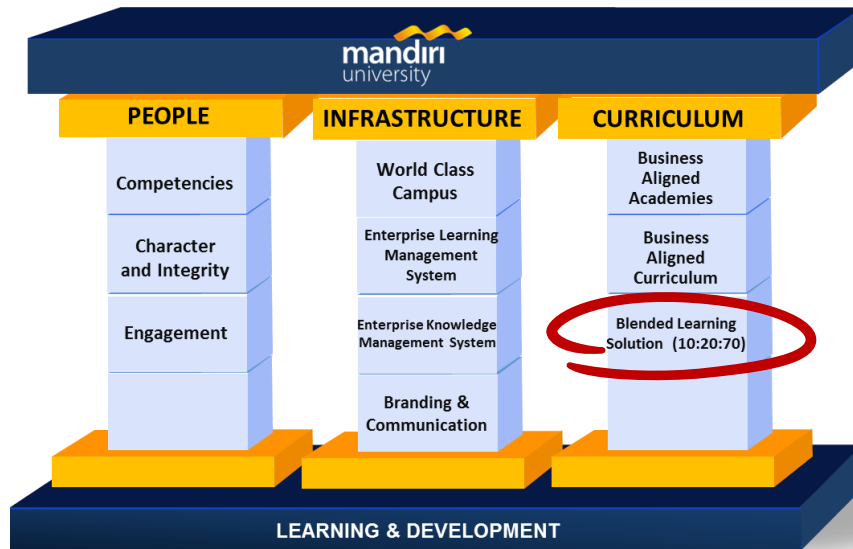 mandiri
university
PEOPLE
Competencies
Character
and Integrity
Engagement
INFRASTRUCTURE
World Class
Campus
Enterprise Learning
Management
System
Enterprise Knowledge
Management System
Branding &
Communication
CURRICULUM
Business
Aligned
Academies
Business
Aligned
Curriculum
Blended Learning
Solution (10:20:70)
LEARNING & DEVELOPMENT